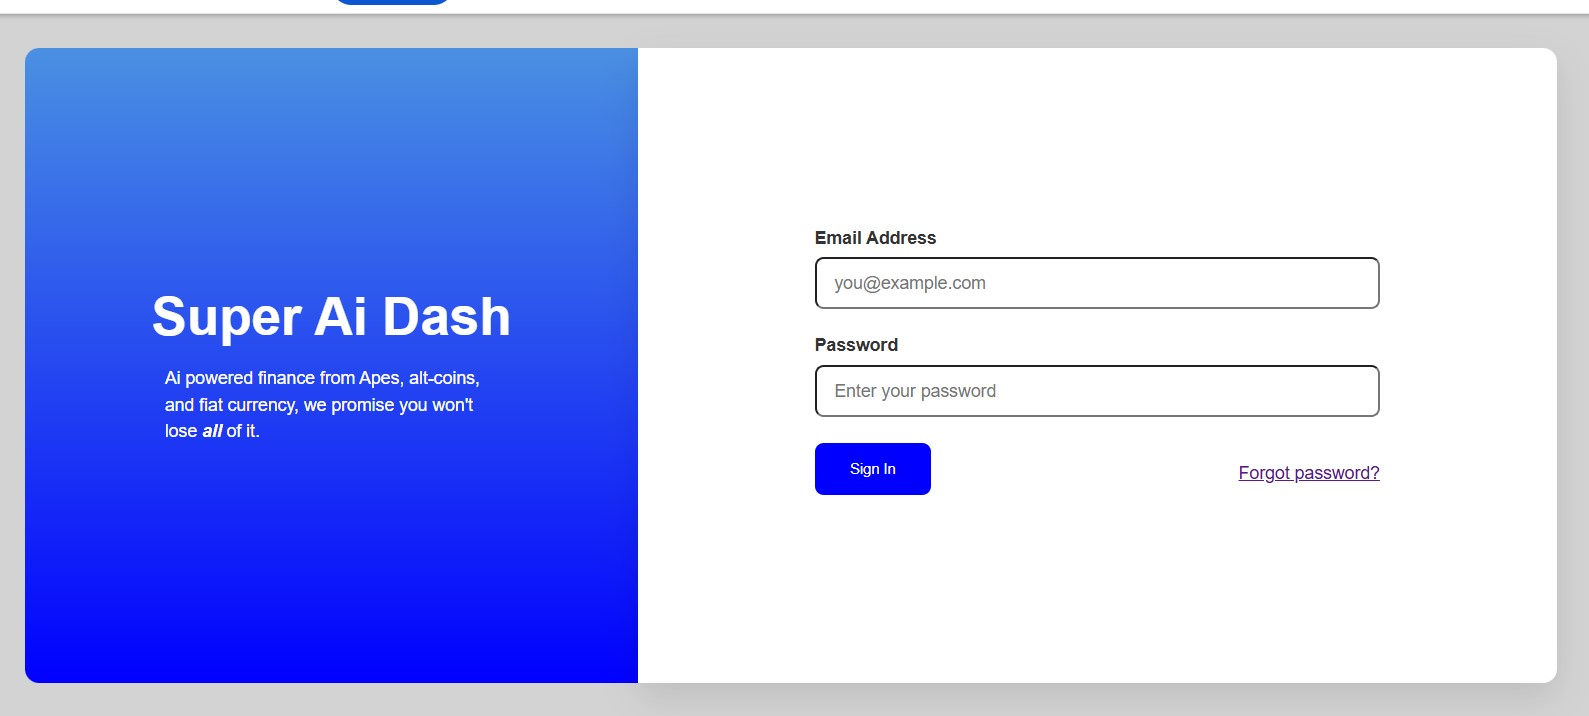 Super Ai Dash
Ai powered finance from Apes, alt-coins,
and fiat currency, we promise you won't
lose all of it.
Email Address
you@example.com
Password
Enter your password
Sign In
Forgot password?